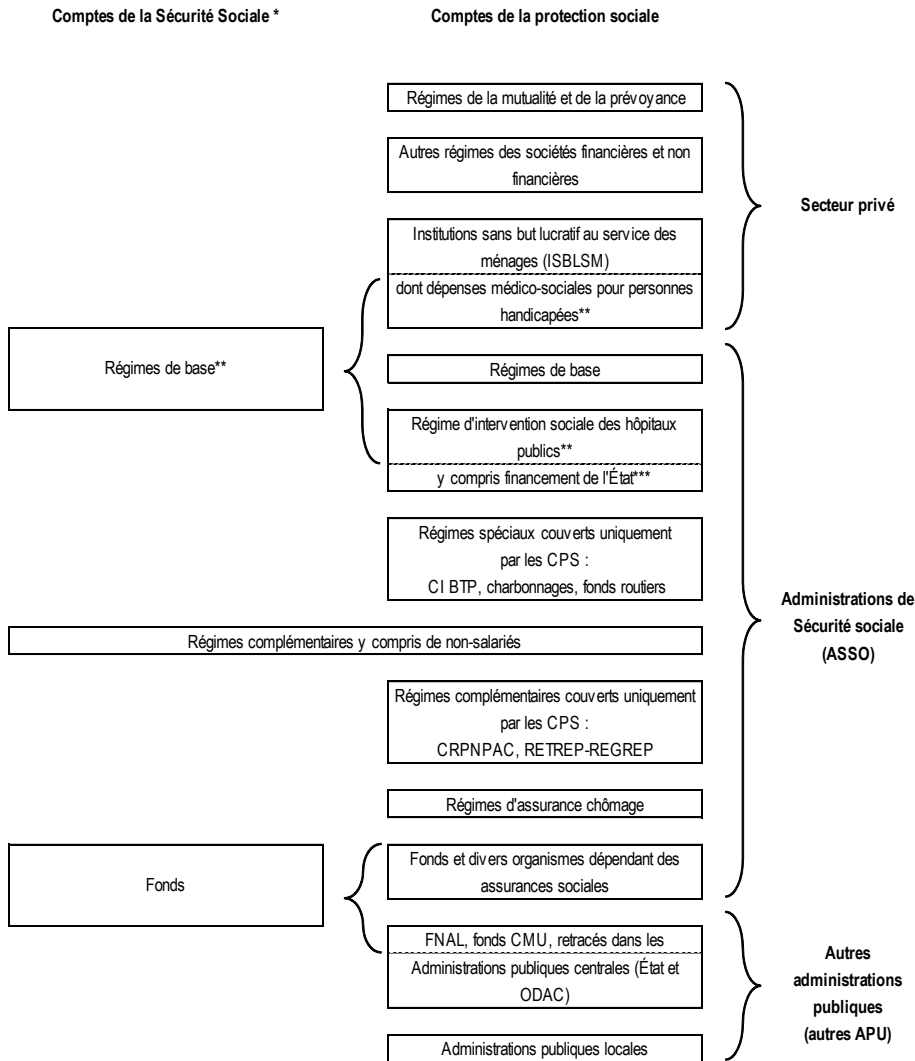 Comptes de la Sécurité Sociale *
Comptes de la protection sociale
Régimes de la mutualité et de la prévoyance
Autres régimes des sociétés financières et non
financières
Secteur privé
Institutions sans but lucratif au service des
ménages (ISBLSM)
dont dépenses médico-sociales pour personnes
handicapées**
Régimes de base**
Régimes de base
Régime d'intervention sociale des hôpitaux
publics**
y compris financement de l'État***
Régimes spéciaux couverts uniquement
par les CPS :
CI BTP, charbonnages, fonds routiers
Administrations de
Sécurité sociale
(ASSO)
Régimes complémentaires y compris de non-salariés
Régimes complémentaires couverts uniquement
par les CPS :
CRPNPAC, RETREP-REGREP
Régimes d'assurance chômage
Fonds
Fonds et divers organismes dépendant des
assurances sociales
FNAL, fonds CMU, retracés dans les
Administrations publiques centrales (État et
ODAC)
Autres
administrations
publiques
(autres APU)
Administrations publiques locales